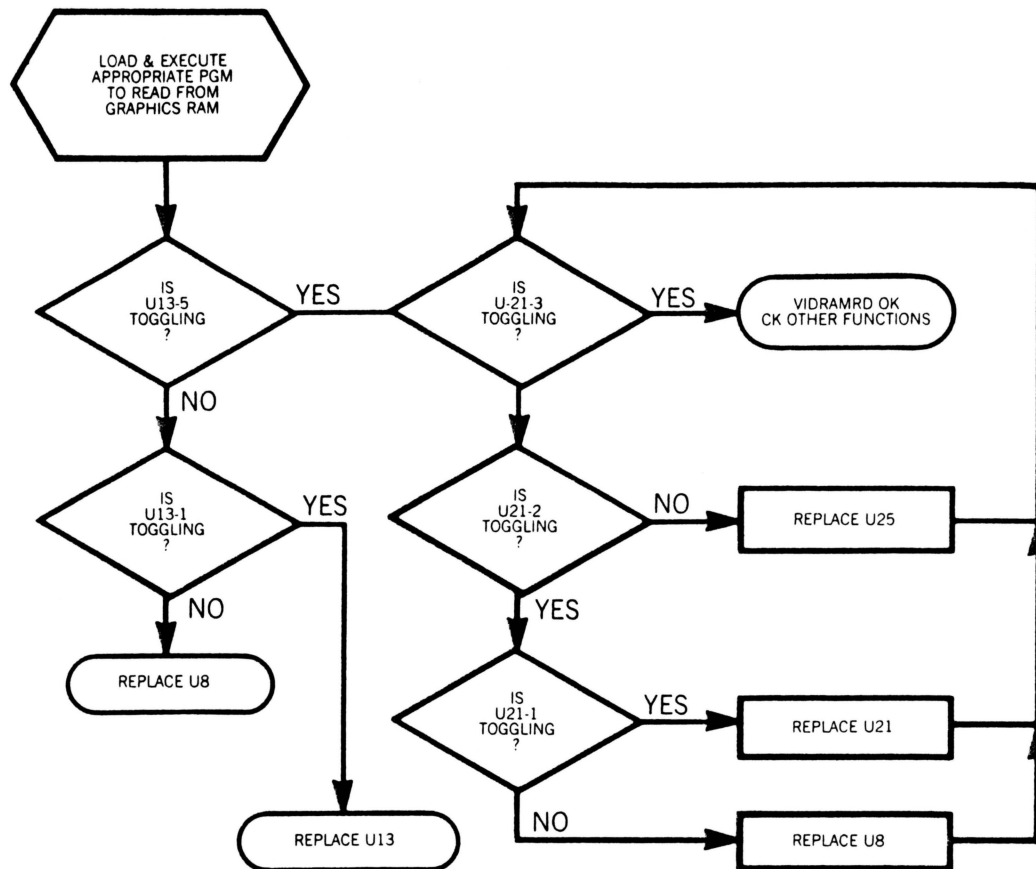 LOAD & EXECUTE
APPROPRIATE PGM
TO READ FROM
GRAPHICS RAM
IS
U13-5
TOGGLING
?
YES
NO
IS
U-21-3
TOGGLING
?
YES
VIDRAMRD OK
CK OTHER FUNCTIONS
IS
U13-1
TOGGLING
?
YES
NO
REPLACE U8
REPLACE U13
IS
U21-2
TOGGLING
?
NO
REPLACE U25
YES
IS
U21-1
TOGGLING
?
YES
REPLACE U21
NO
REPLACE U8